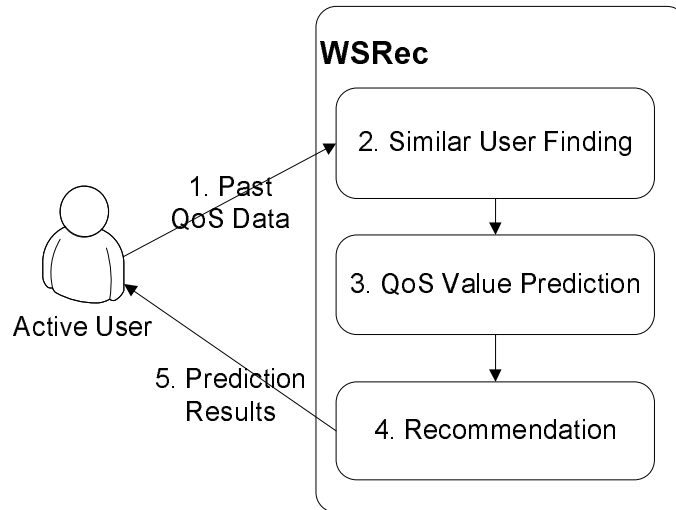 WSRec
1. Past
QoS Data
2. Similar User Finding
3. QoS Value Prediction
Active User
5. Prediction
Results
4. Recommendation